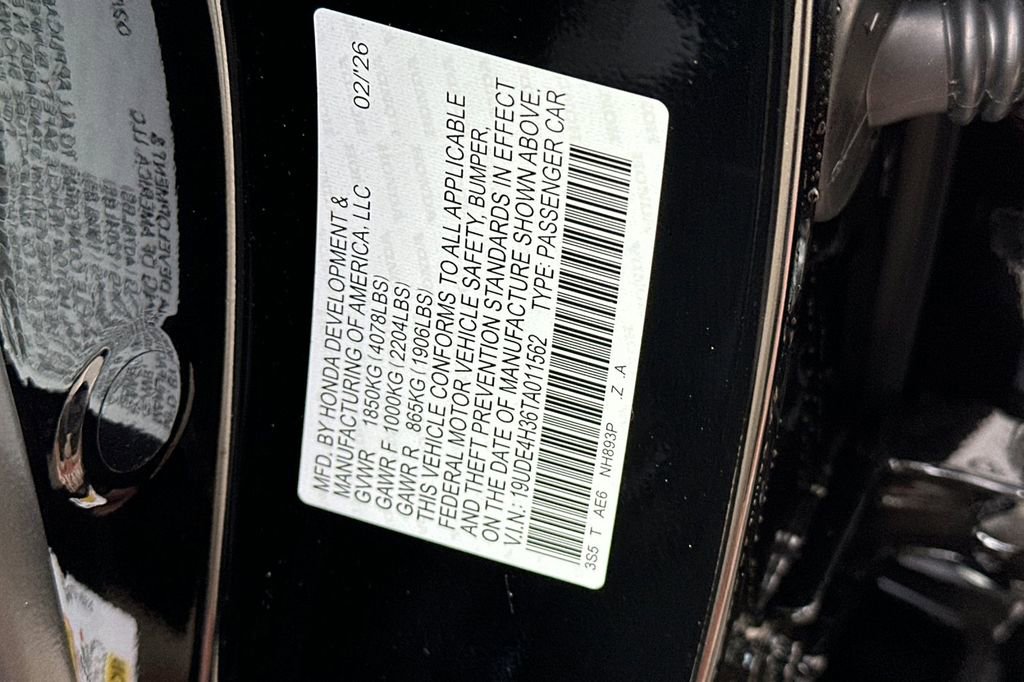 MFD. BY HONDA DEVELOPMENT &
MANUFACTURING OF AMERICA, LLC 02/'26
GVWR 1850KG (4078LBS)
GAWR F 1000KG (2204LBS)
GAWR R 865KG (1906LBS)
THIS VEHICLE CONFORMS TO ALL APPLICABLE
FEDERAL MOTOR VEHICLE SAFETY, BUMPER,
AND THEFT PREVENTION STANDARDS IN EFFECT
ON THE DATE OF MANUFACTURE SHOWN ABOVE.
V.I.N.: 19UDE4H36TA011562 TYPE: PASSENGER CAR
3S5 T AE6 NH893P .Z .A